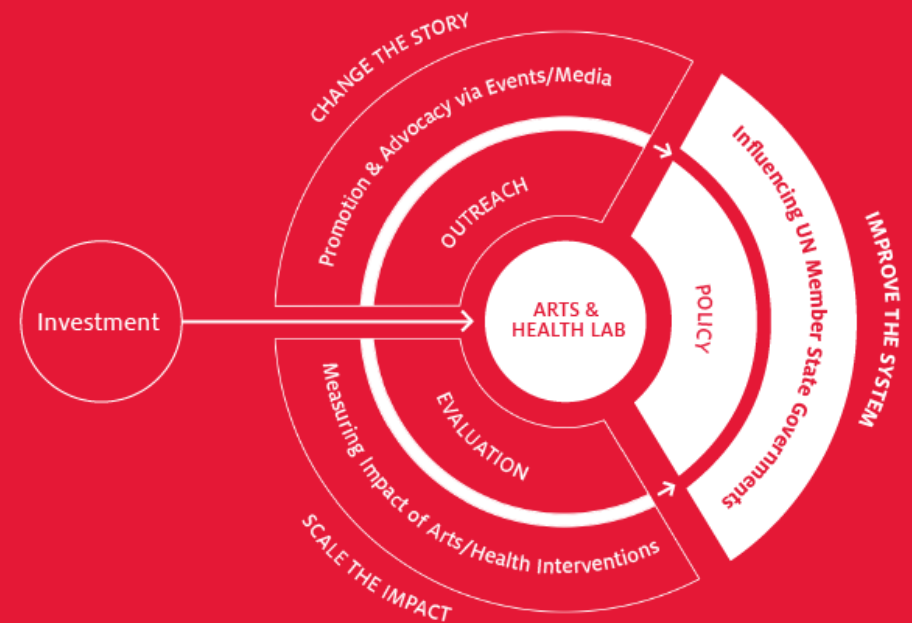 CHANGE THE STORY
Promotion & Advocacy via Events/Media
OUTREACH
Investment
ARTS &
HEALTH LAB
POLICY
Influencing UN Member State Governments
IMPROVE THE SYSTEM
EVALUATION
Measuring Impact of Arts/Health Interventions
SCALE THE IMPACT